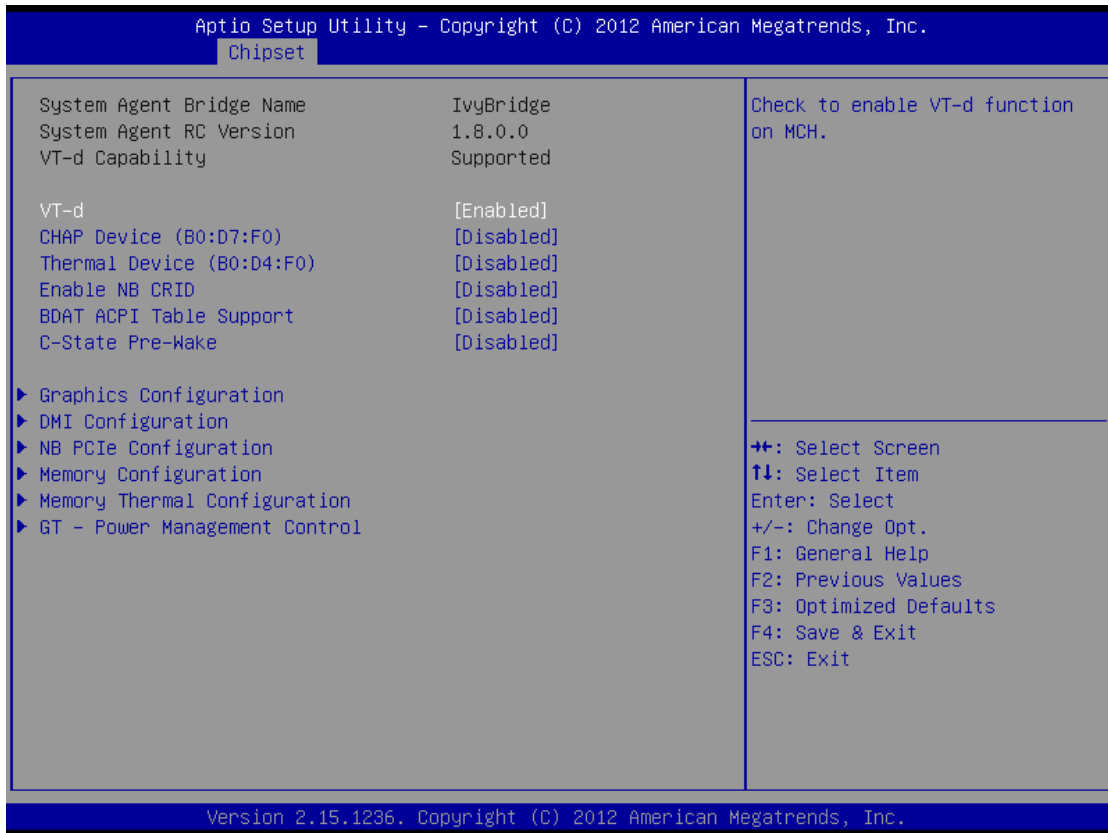 Aptio Setup Utility – Copyright (C) 2012 American Megatrends, Inc.
Chipset
System Agent Bridge Name IvyBridge
System Agent RC Version 1.8.0.0
VT-d Capability Supported
VT-d [Enabled]
CHAP Device (B0:D7:F0) [Disabled]
Thermal Device (B0:D4:F0) [Disabled]
Enable NB CRID [Disabled]
BDAT ACPI Table Support [Disabled]
C-State Pre-Wake [Disabled]
Graphics Configuration
DMI Configuration
NB PCIe Configuration
Memory Configuration
Memory Thermal Configuration
GT – Power Management Control
Check to enable VT-d function
on MCH.
→←: Select Screen
↑↓: Select Item
Enter: Select
+/-: Change Opt.
F1: General Help
F2: Previous Values
F3: Optimized Defaults
F4: Save & Exit
ESC: Exit
Version 2.15.1236. Copyright (C) 2012 American Megatrends, Inc.